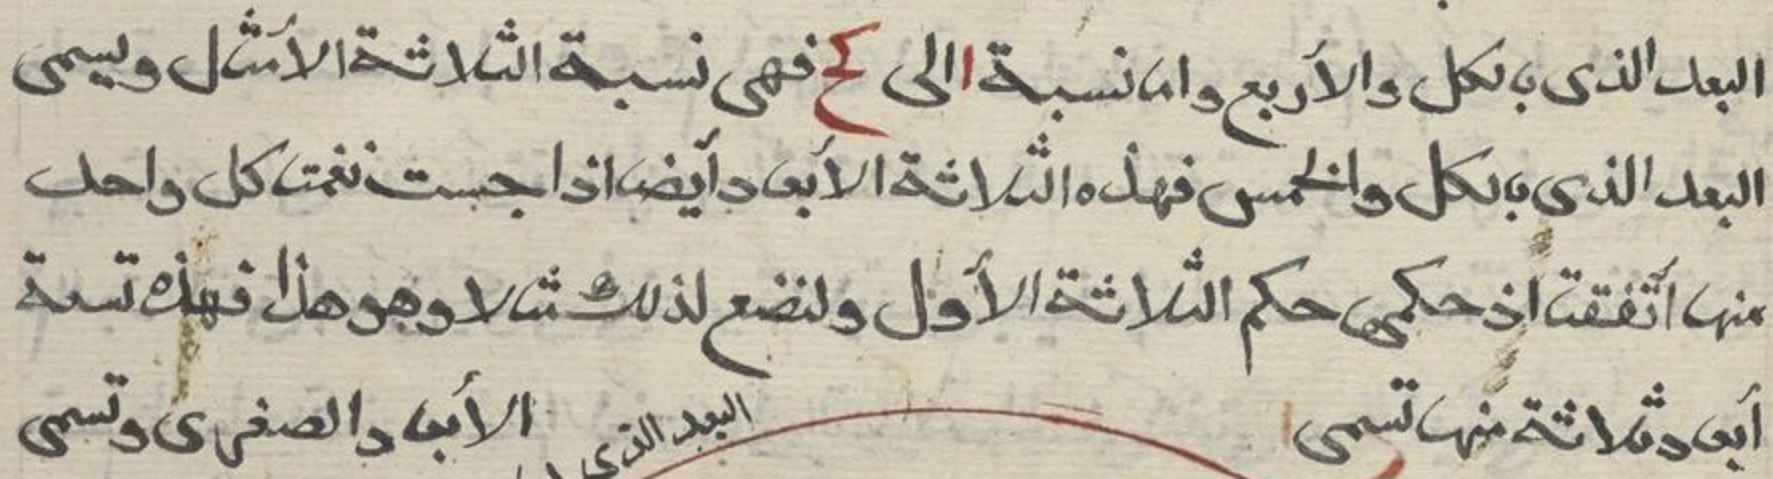 البعد الذى بالكل والأربع واما نسبة ا الى كح فهى نسبة الثلاثة الأمثال ويسمى
البعد الذى بالكل والخمس فهذه الثلاثة الأبعاد أيضا اذا جست نغمتا كل واحد
منها أتفقتا اذ حكمها حكم الثلاثة الأول ولنضع لذلك مثالا وهو هذا فهذه تسعة
أبعاد ثلاثة منها تسمى الأبعاد الصغرى وتسمى
البعد الذى